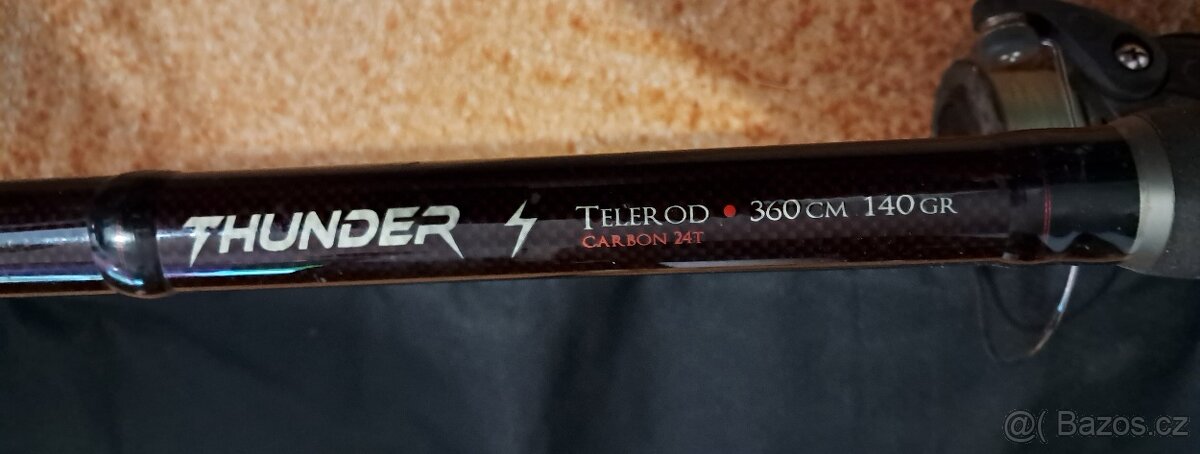 THUNDER TELEROD • 360 CM 140 GR
CARBON 24T
@( Bazos.cz